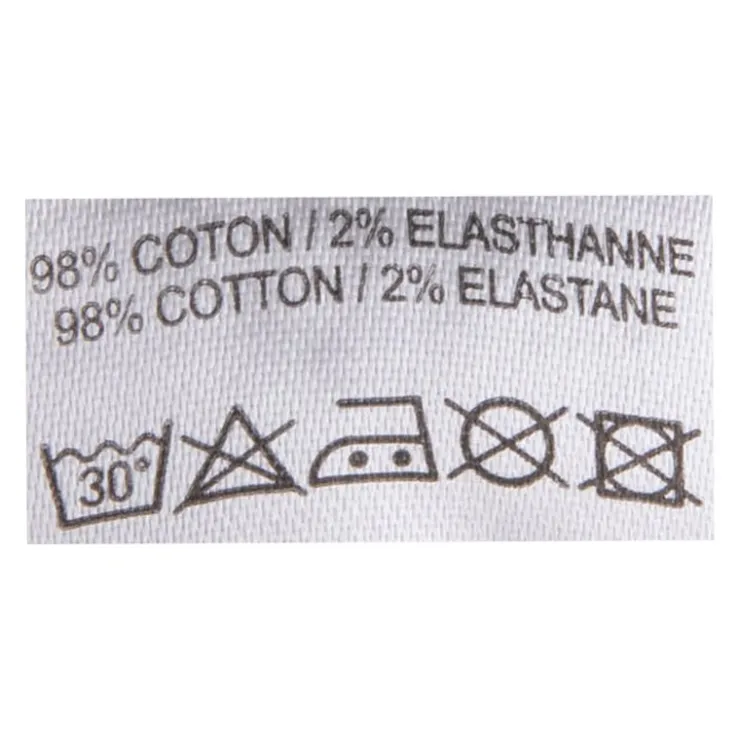 98% COTON / 2% ELASTHANNE
98% COTTON / 2% ELASTANE
30°